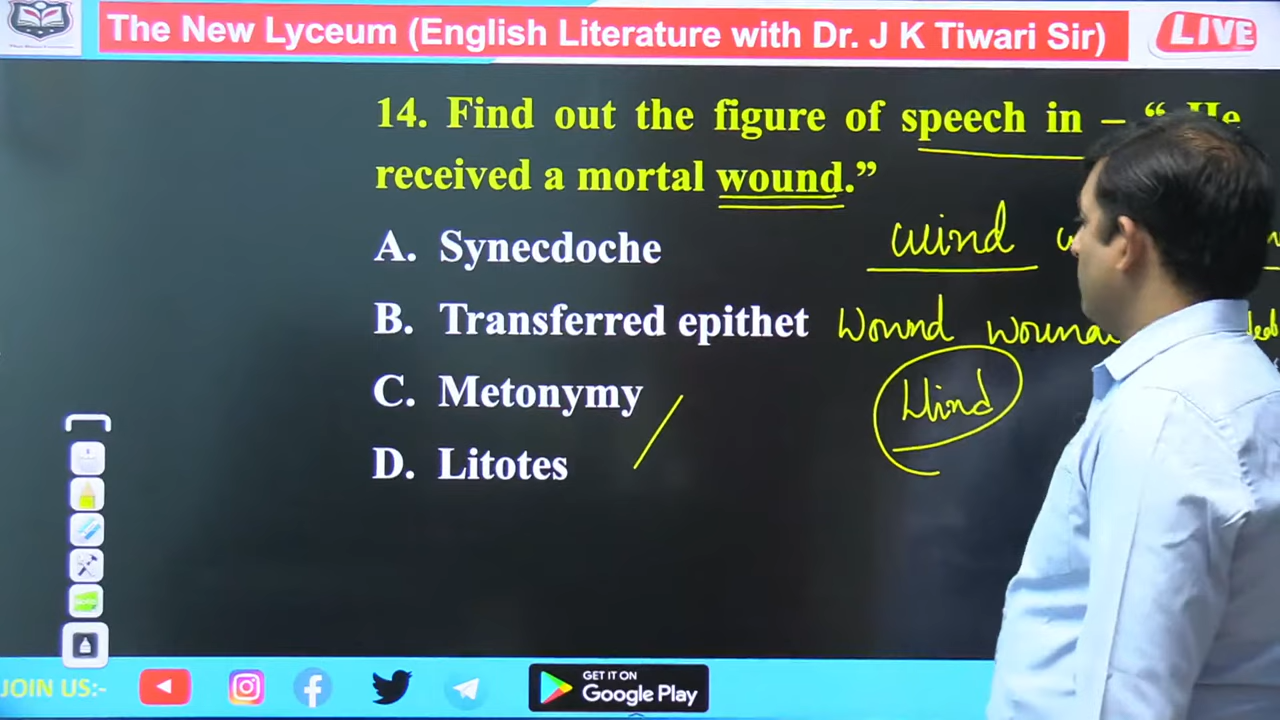 The New Lyceum (English Literature with Dr. J K Tiwari Sir)
LIVE
14. Find out the figure of speech in – “ He
received a mortal wound.”
A. Synecdoche
wind
B. Transferred epithet
Wound
C. Metonymy
D. Litotes
JOIN US:-
GET IT ON
Google Play